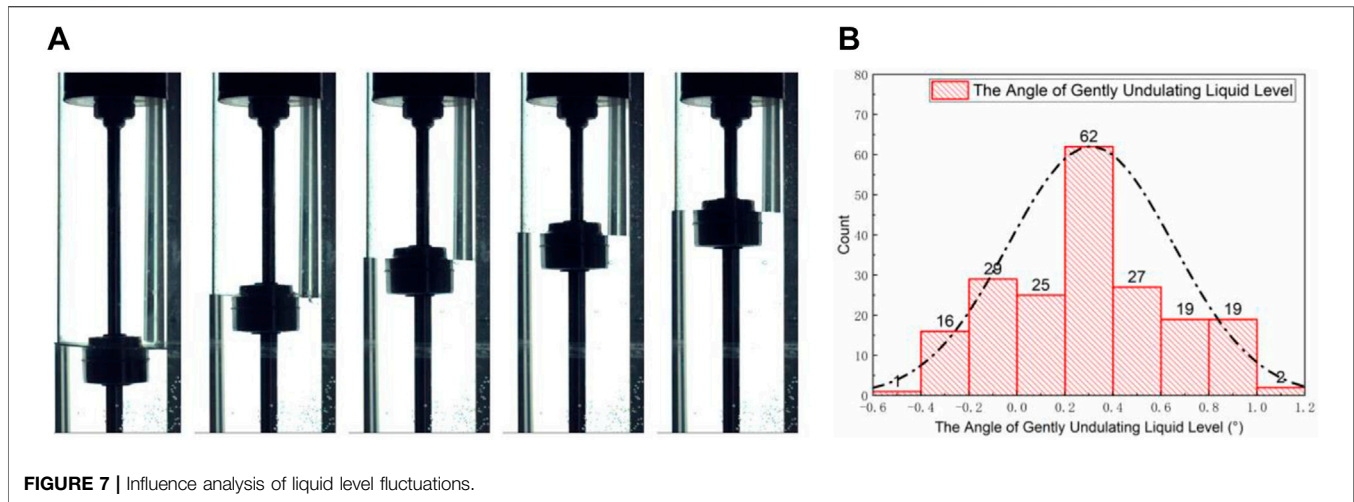 A
B
80
70
60
50
40
30
20
10
0
Count
The Angle of Gently Undulating Liquid Level
1
16
29
25
62
27
19
19
2
-0.6 -0.4 -0.2 0.0 0.2 0.4 0.6 0.8 1.0 1.2
The Angle of Gently Undulating Liquid Level (°)
FIGURE 7 | Influence analysis of liquid level fluctuations.